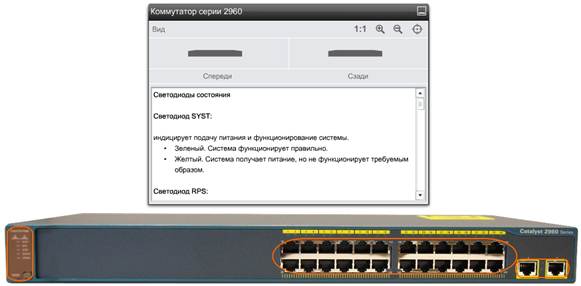 Коммутатор серии 2960
Вид
1:1
Спереди
Сзади
Светодиоды состояния
Светодиод SYST:
индицирует подачу питания и функционирование системы.
• Зеленый. Система функционирует правильно.
• Желтый. Система получает питание, но не функционирует требуемым
образом.
Светодиод RPS:
Catalyst 2960 Series